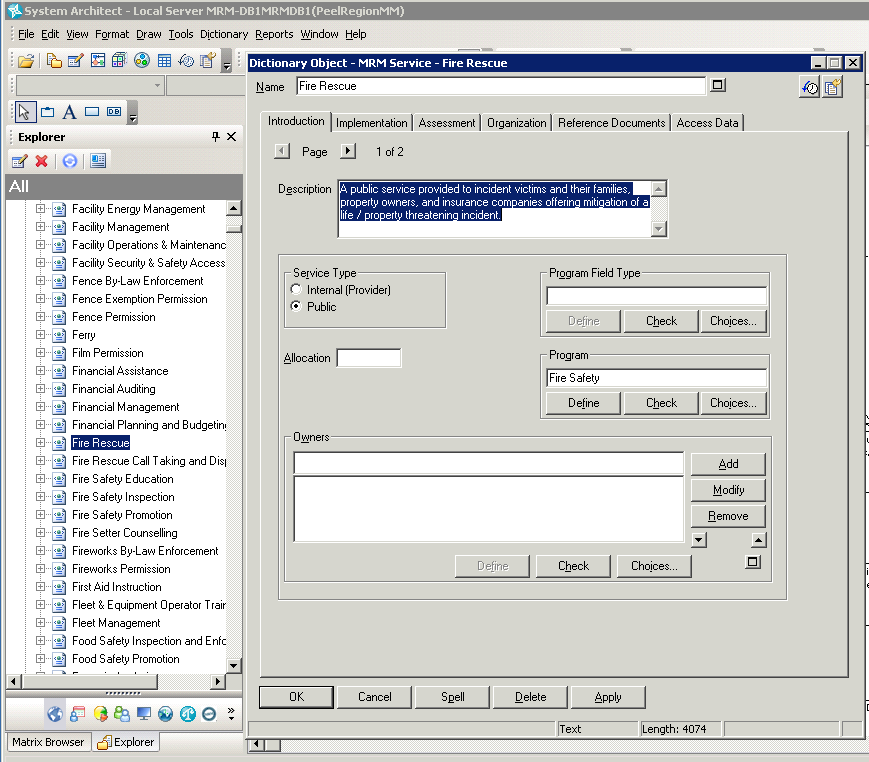 System Architect - Local Server MRM-DB1MRMDB1(PeelRegionMM)
File Edit View Format Draw Tools Dictionary Reports Window Help
Explorer
All
Facility Energy Management
Facility Management
Facility Operations & Maintenanc
Facility Security & Safety Access
Fence By-Law Enforcement
Fence Exemption Permission
Fence Permission
Ferry
Film Permission
Financial Assistance
Financial Auditing
Financial Management
Financial Planning and Budgeting
Fire Rescue
Fire Rescue Call Taking and Disp
Fire Safety Education
Fire Safety Inspection
Fire Safety Promotion
Fire Setter Counselling
Fireworks By-Law Enforcement
Fireworks Permission
First Aid Instruction
Fleet & Equipment Operator Train
Fleet Management
Food Safety Inspection and Enfo
Food Safety Promotion
Matrix Browser Explorer
Dictionary Object - MRM Service - Fire Rescue
Name Fire Rescue
Introduction Implementation Assessment Organization Reference Documents Access Data
Page 1 of 2
Description A public service provided to incident victims and their families,
property owners, and insurance companies offering mitigation of a
life / property threatening incident.
Service Type
Internal (Provider)
Public
Allocation
Program Field Type
Define Check Choices...
Program
Fire Safety
Define Check Choices...
Owners
Add
Modify
Remove
Define Check Choices...
OK Cancel Spell Delete Apply
Text Length: 4074